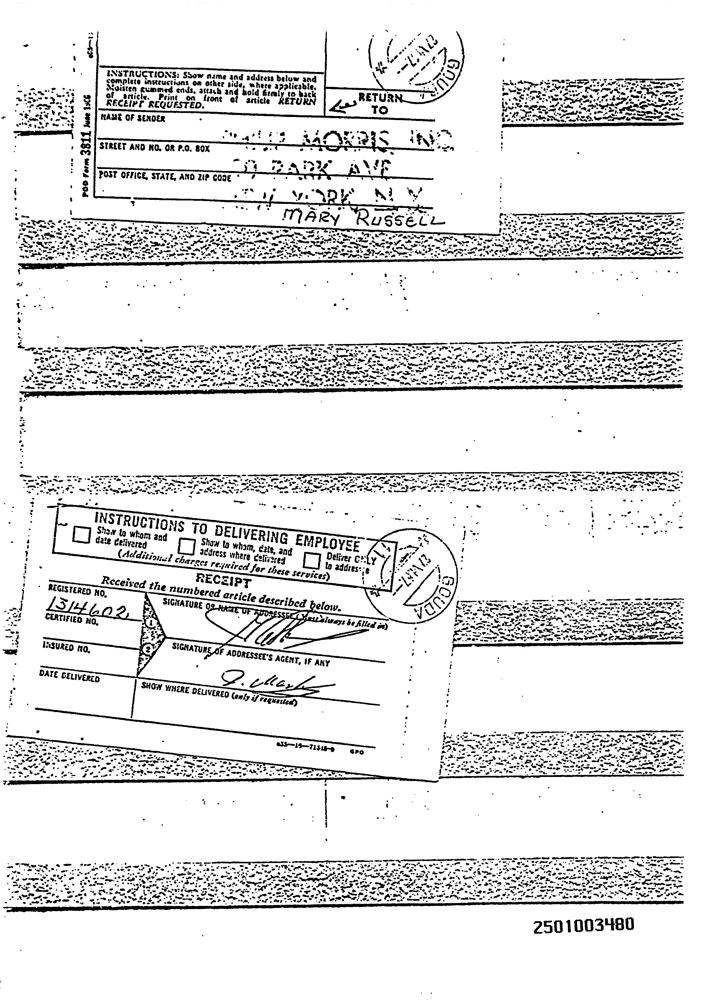 INSTRUCTIONS: Show name and address below and
complete instructions on other side, where applicable.
Moisten gummed ends, attach and hold firmly to back
of article. Print on front of article RETURN
RECEIPT REQUESTED.
RETURN
TO
GOUDA
POD Form 3811 June
NAME OF SENDER
MORRIS INC
STREET AND NO. OR P.O. BOX
PARK AVE
POST OFFICE, STATE, AND ZIP CODE
YORK N.Y.
MARY RUSSELL
INSTRUCTIONS TO DELIVERING EMPLOYEE
Show to whom and
date delivered
Show to whom, date, and
address where delivered
Deliver ONLY
to addressee
(Additional charges required for these services)
GOUDA
RECEIPT
Received the numbered article described below.
REGISTERED NO.
1314602
SIGNATURE OR NAME OF ADDRESSEE (must always be filled in)
1
CERTIFIED NO.
INSURED NO.
2
SIGNATURE OF ADDRESSEE'S AGENT, IF ANY
DATE DELIVERED
SHOW WHERE DELIVERED (only if requested)
GPO
2501003480